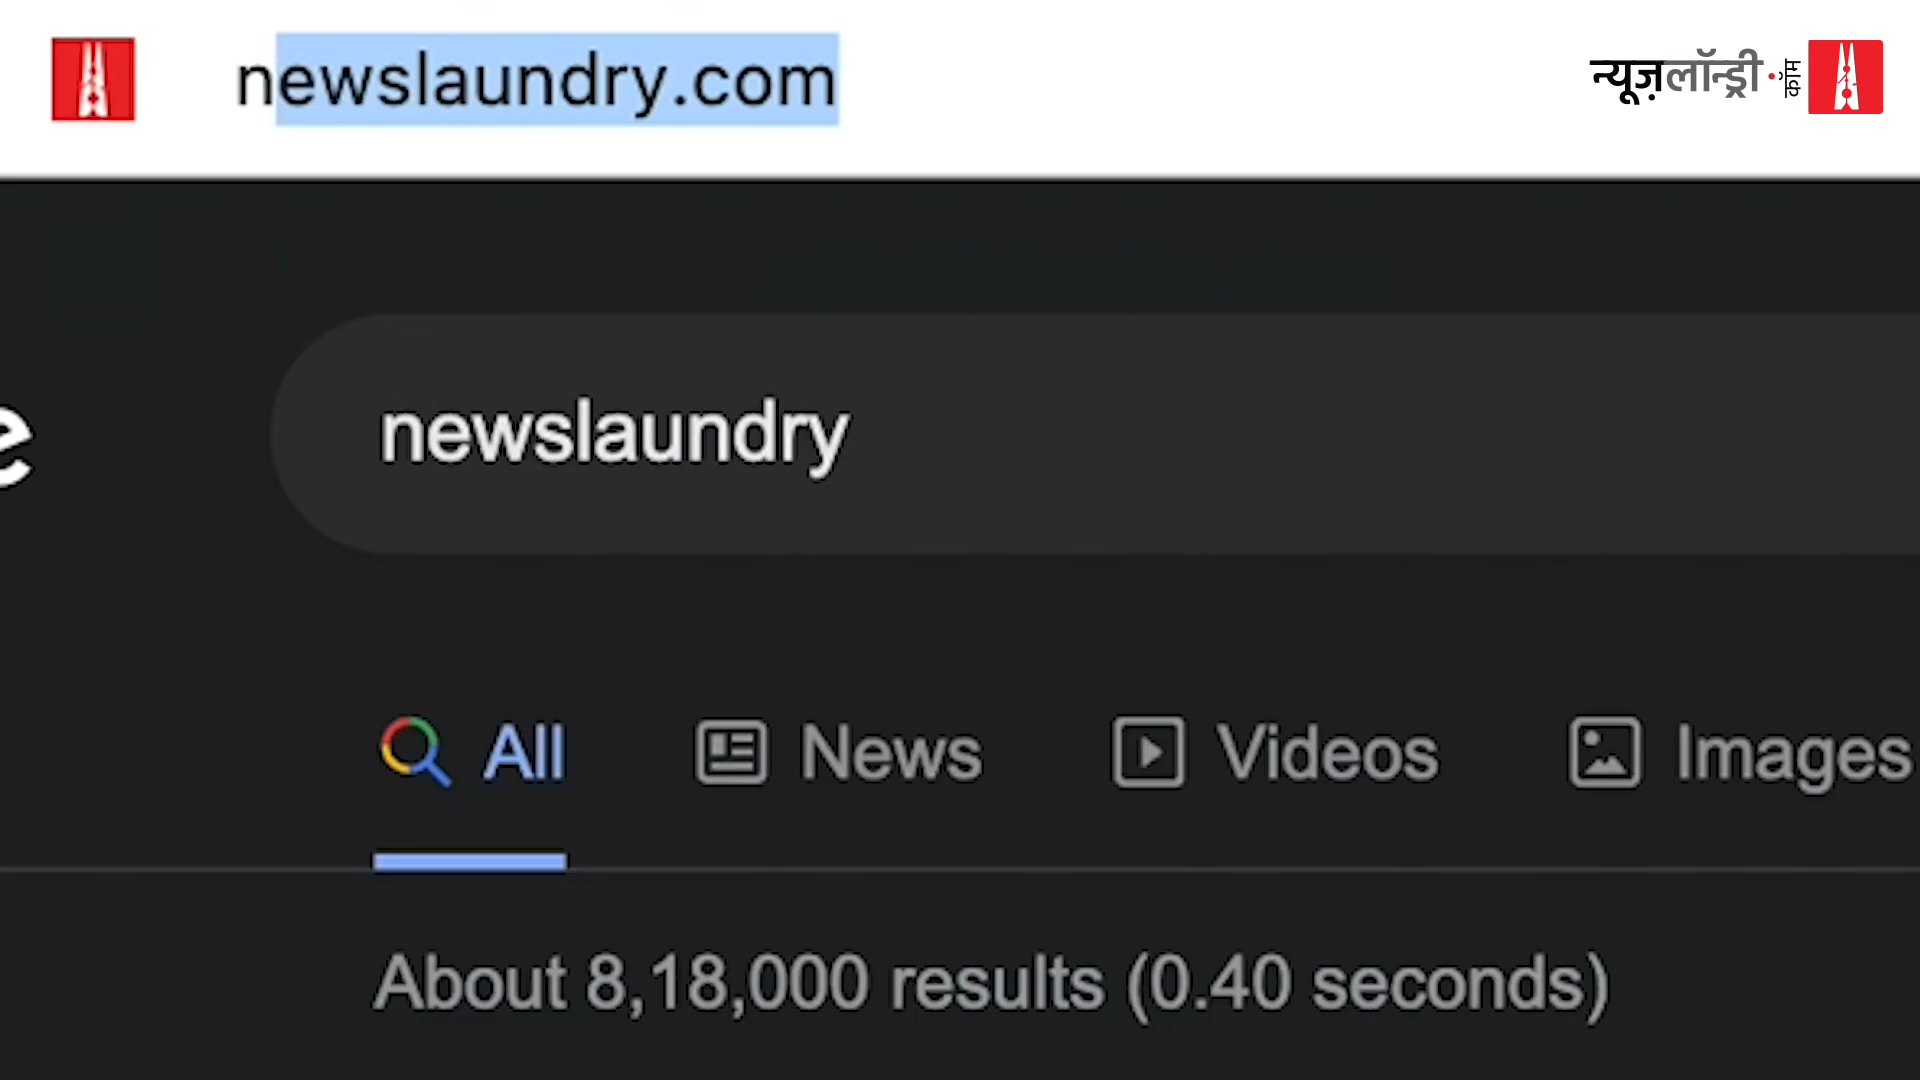 newslaundry.com
न्यूज़लॉन्ड्री.कॉम
e
newslaundry
All News Videos Images
About 8,18,000 results (0.40 seconds)